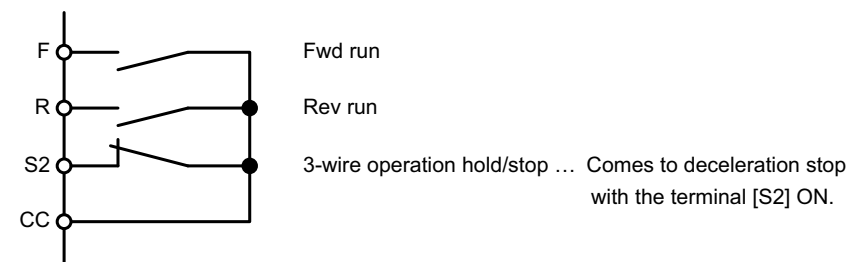 F Fwd run
R Rev run
S2 3-wire operation hold/stop … Comes to deceleration stop
with the terminal [S2] ON.
CC